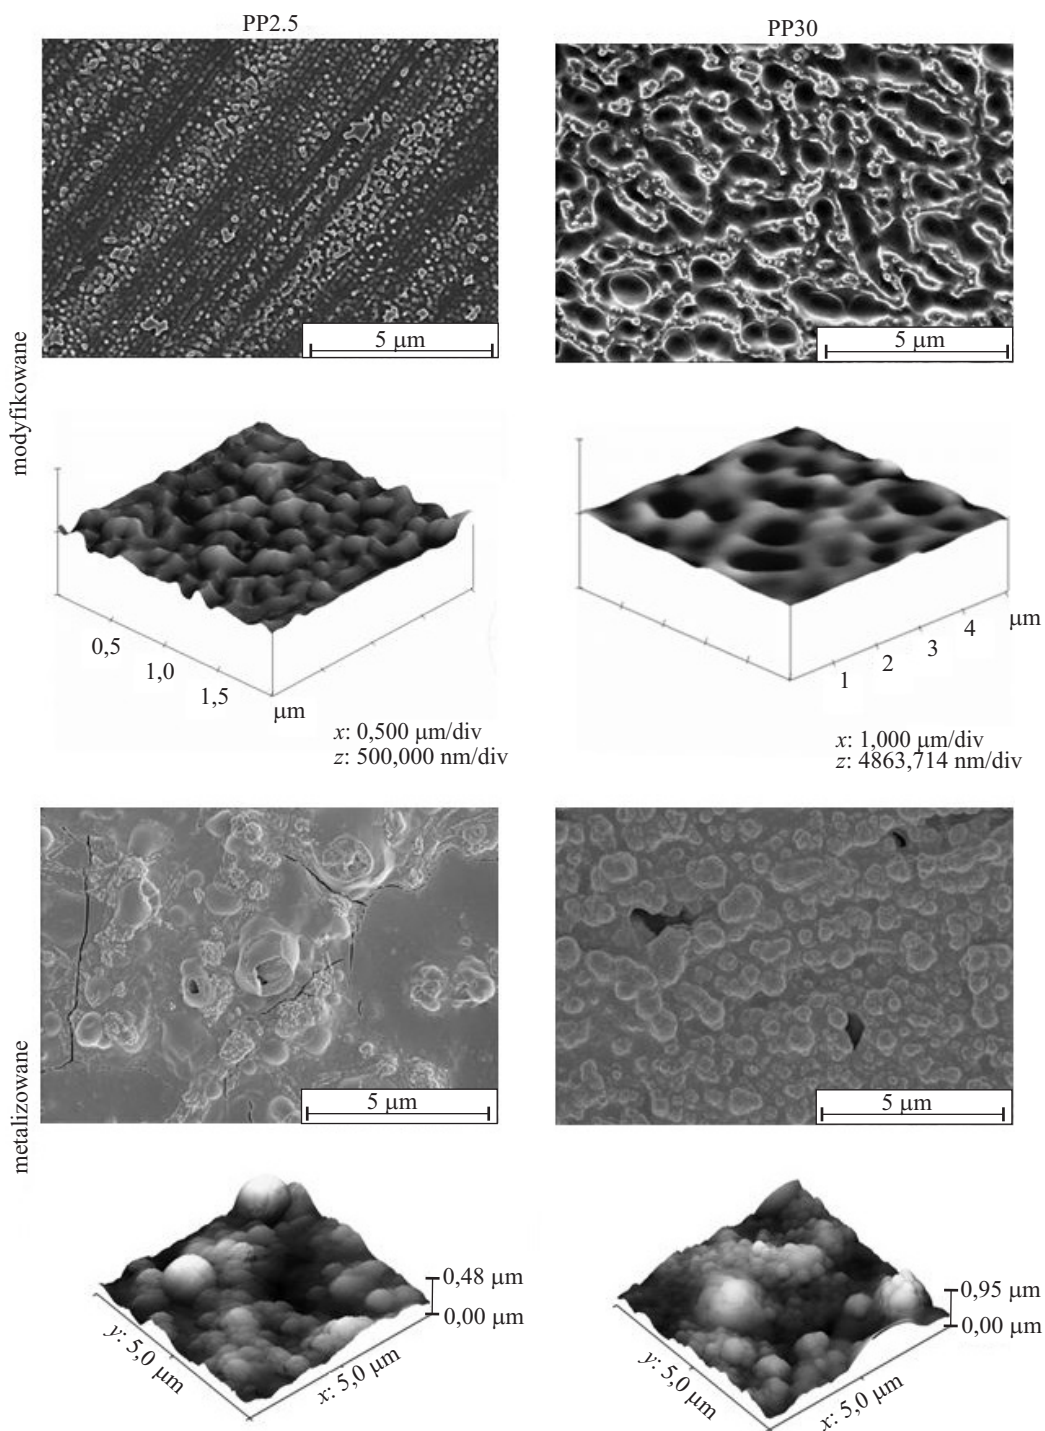 PP2.5
PP30
modyfikowane
5 μm
5 μm
0,5
1,0
1,5
μm
x: 0,500 μm/div
z: 500,000 nm/div
1
2
3
4
μm
x: 1,000 μm/div
z: 4863,714 nm/div
metalizowane
5 μm
5 μm
0,48 μm
0,00 μm
y: 5,0 μm
x: 5,0 μm
0,95 μm
0,00 μm
y: 5,0 μm
x: 5,0 μm